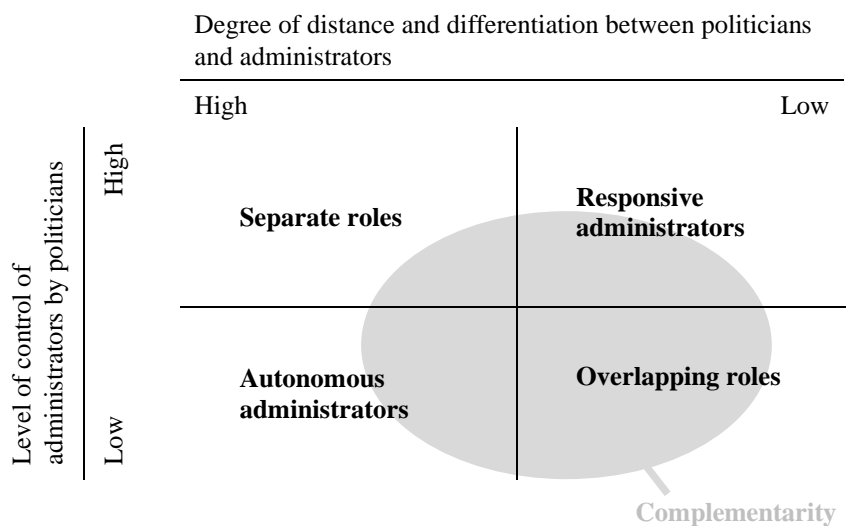 Degree of distance and differentiation between politicians
and administrators
High
Low
Level of control of
administrators by politicians
High
Low
Separate roles
Responsive
administrators
Autonomous
administrators
Overlapping roles
Complementarity